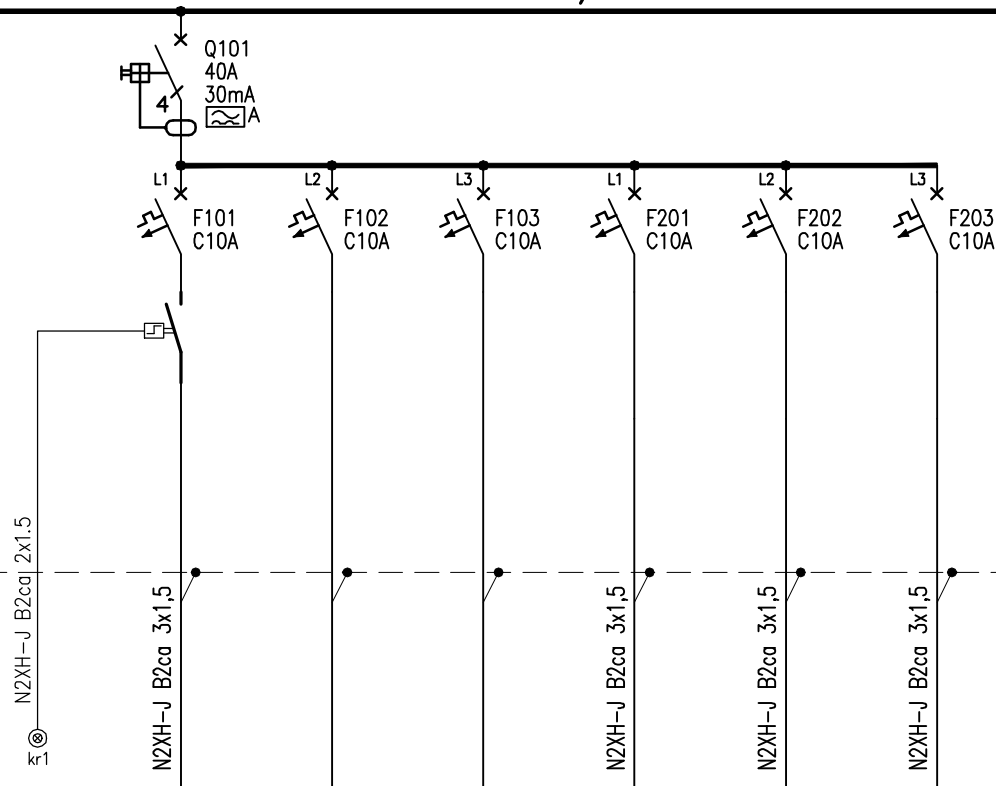 Q101
40A
30mA
4
A
L1
L2
L3
L1
L2
L3
F101
C10A
F102
C10A
F103
C10A
F201
C10A
F202
C10A
F203
C10A
N2XH-J B2ca 2x1.5
N2XH-J B2ca 3x1,5
N2XH-J B2ca 3x1,5
N2XH-J B2ca 3x1,5
N2XH-J B2ca 3x1,5
kr1